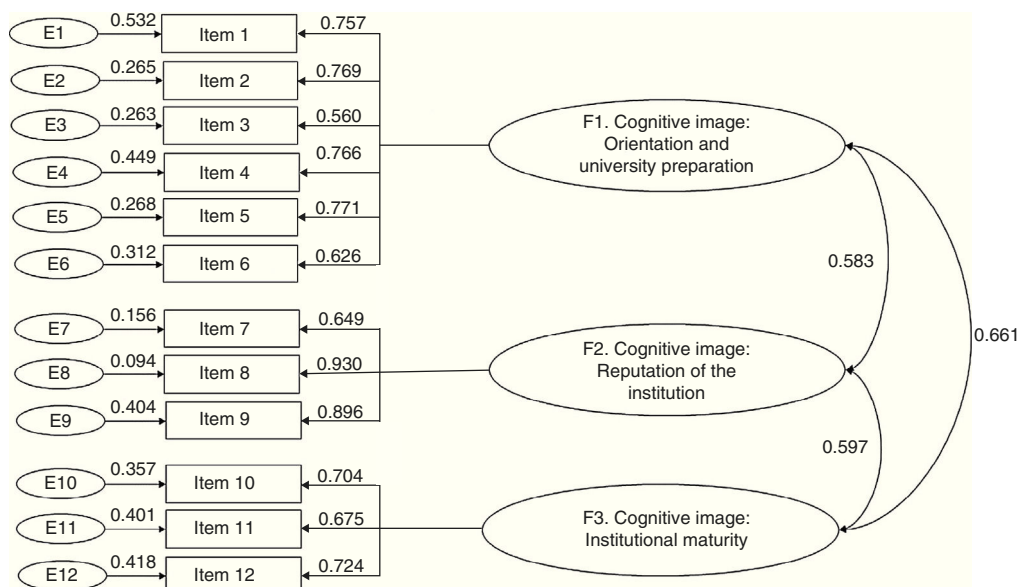 E1 0.532 Item 1 0.757
E2 0.265 Item 2 0.769
E3 0.263 Item 3 0.560
E4 0.449 Item 4 0.766
E5 0.268 Item 5 0.771
E6 0.312 Item 6 0.626
F1. Cognitive image:
Orientation and
university preparation
0.583
0.661
E7 0.156 Item 7 0.649
E8 0.094 Item 8 0.930
E9 0.404 Item 9 0.896
F2. Cognitive image:
Reputation of the
institution
0.597
E10 0.357 Item 10 0.704
E11 0.401 Item 11 0.675
E12 0.418 Item 12 0.724
F3. Cognitive image:
Institutional maturity